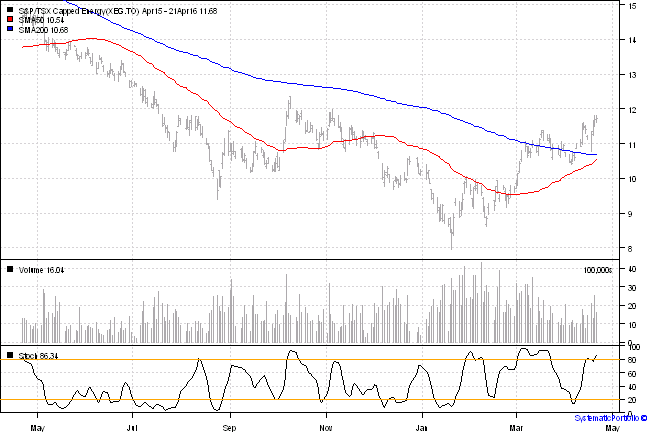 S&P/TSX Capped Energy(XEG.TO) Apr15 - 21Apr16 11.68
SMA50 10.54
SMA200 10.68
15
14
13
12
11
10
9
8
Volume 16.04
100,000s
40
30
20
10
0
Stoch 86.34
100
80
60
40
20
0
May
Jul
Sep
Nov
Jan
Mar
May
SystematicPortfolio ©